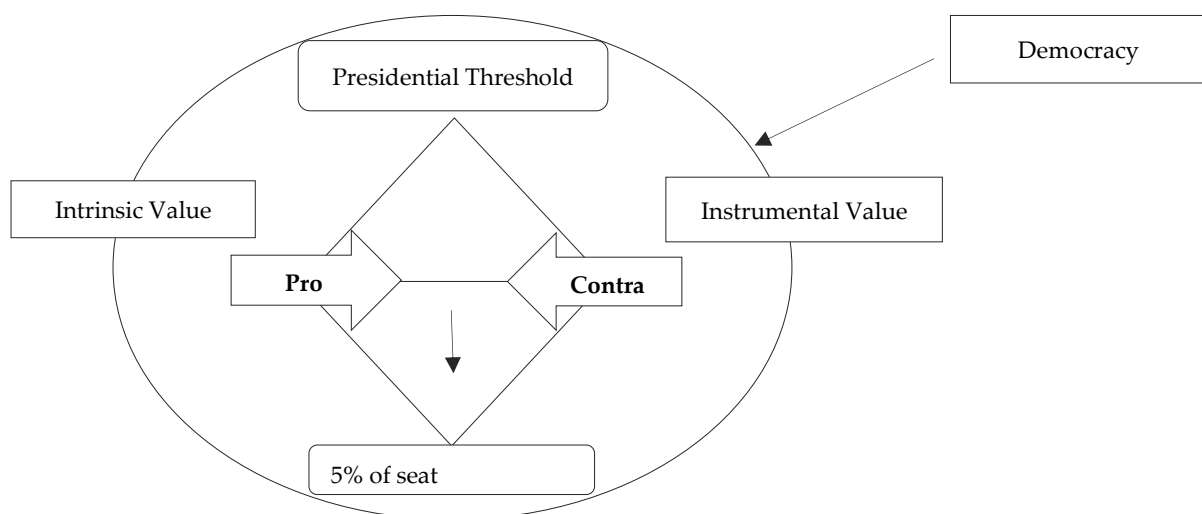 Presidential Threshold
Democracy
Intrinsic Value
Instrumental Value
Pro
Contra
5% of seat